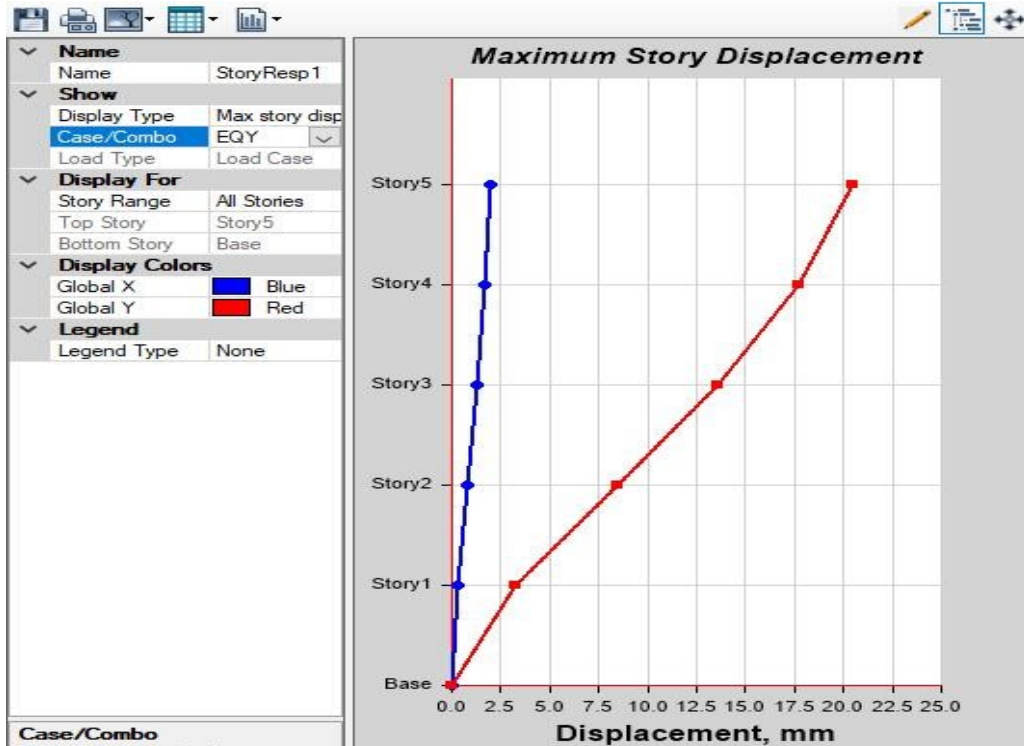 Name
Name StoryResp1
Show
Display Type Max story disp
Case/Combo EQY
Load Type Load Case
Display For
Story Range All Stories
Top Story Story5
Bottom Story Base
Display Colors
Global X Blue
Global Y Red
Legend
Legend Type None
Case/Combo
Maximum Story Displacement
Story5
Story4
Story3
Story2
Story1
Base
0.0 2.5 5.0 7.5 10.0 12.5 15.0 17.5 20.0 22.5 25.0
Displacement, mm